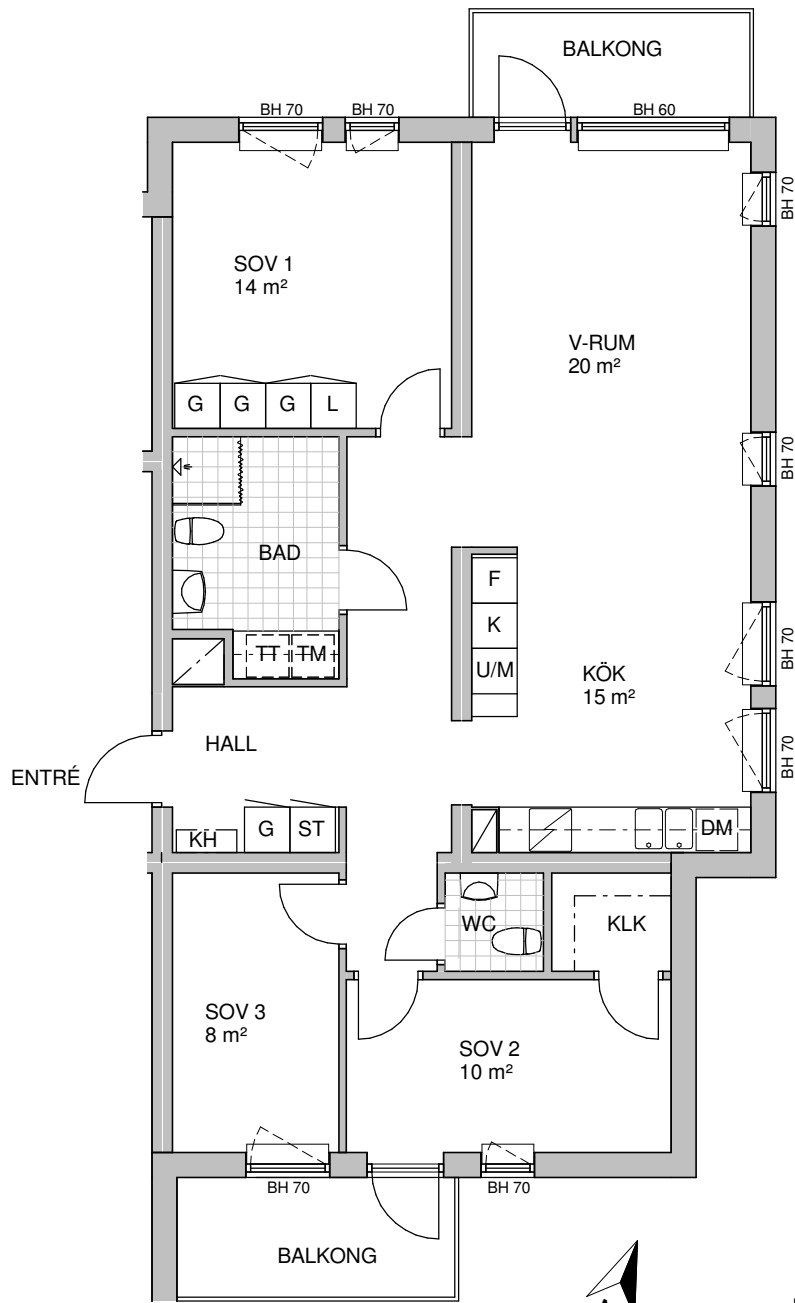 BALKONG
BH 70
BH 70
BH 60
BH 70
SOV 1
14 m²
V-RUM
20 m²
G
G
G
L
BH 70
BAD
F
K
U/M
TT
TM
KÖK
15 m²
BH 70
HALL
ENTRÉ
BH 70
KH
G
ST
DM
WC
KLK
SOV 3
8 m²
SOV 2
10 m²
BH 70
BH 70
BALKONG